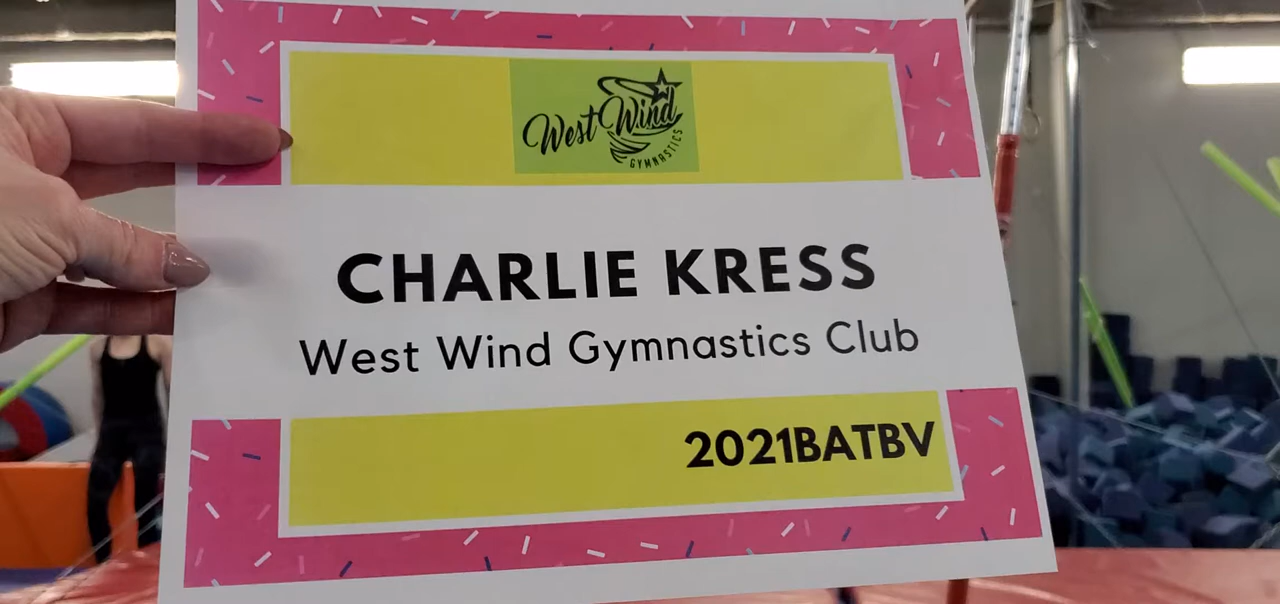 West Wind
GYMNASTICS
CHARLIE KRESS
West Wind Gymnastics Club
2021BATBV